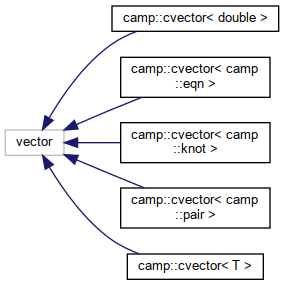 camp::cvector< double >
camp::cvector< camp
::eqn >
vector
camp::cvector< camp
::knot >
camp::cvector< camp
::pair >
camp::cvector< T >